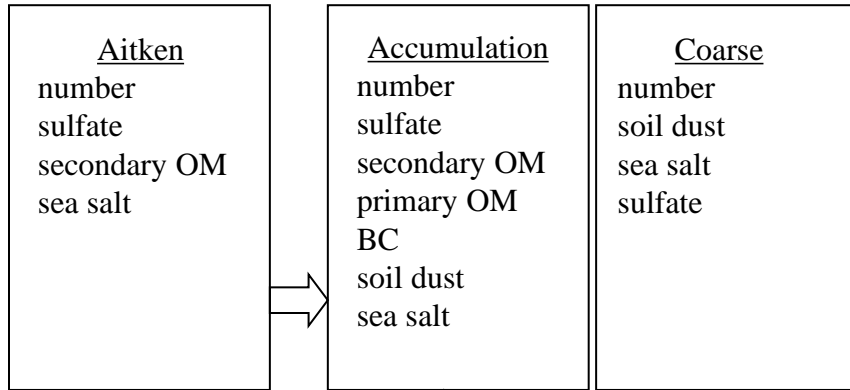 Aitken
number
sulfate
secondary OM
sea salt
Accumulation
number
sulfate
secondary OM
primary OM
BC
soil dust
sea salt
Coarse
number
soil dust
sea salt
sulfate